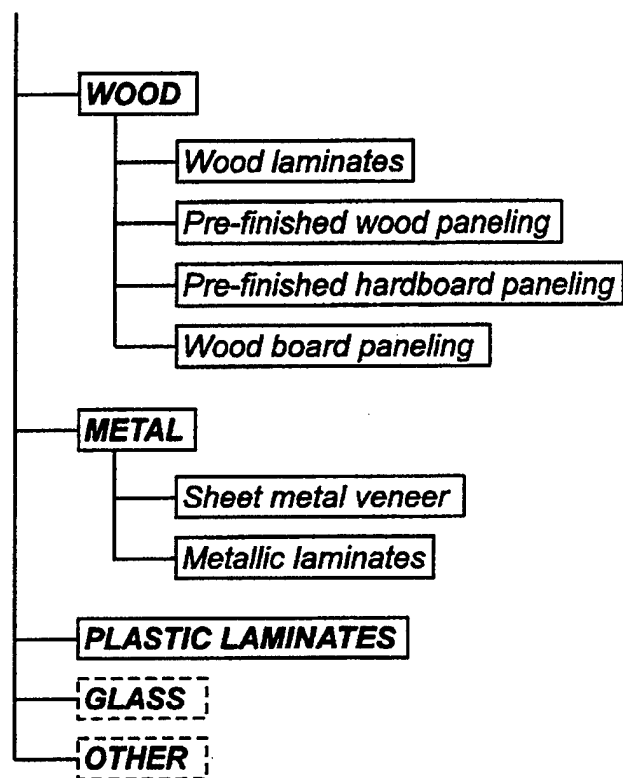 WOOD
Wood laminates
Pre-finished wood paneling
Pre-finished hardboard paneling
Wood board paneling
METAL
Sheet metal veneer
Metallic laminates
PLASTIC LAMINATES
GLASS
OTHER